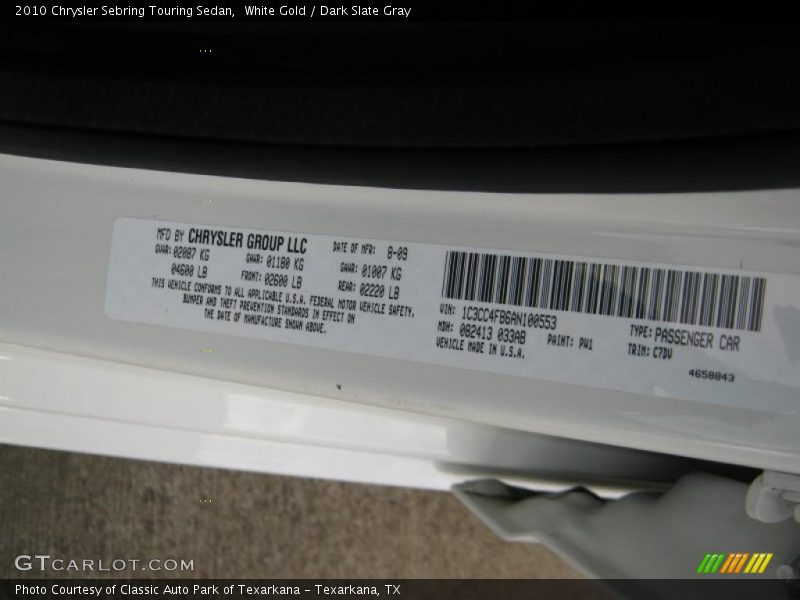 2010 Chrysler Sebring Touring Sedan,  White Gold / Dark Slate Gray
MFD BY CHRYSLER GROUP LLC
DATE OF MFR: 8-09
GVWR: 02087 KG
GAWR: 01180 KG
GAWR: 01007 KG
04600 LB
FRONT: 02600 LB
REAR: 02220 LB
THIS VEHICLE CONFORMS TO ALL APPLICABLE U.S.A. FEDERAL MOTOR VEHICLE SAFETY,
BUMPER AND THEFT PREVENTION STANDARDS IN EFFECT ON
THE DATE OF MANUFACTURE SHOWN ABOVE.
VIN: 1C3CC4FB6AN100553
TYPE: PASSENGER CAR
MDH: 082413 033AB
PAINT: PW1
TRIM: C7DV
VEHICLE MADE IN U.S.A.
4658843
GTCARLOT.COM
Photo Courtesy of Classic Auto Park of Texarkana - Texarkana, TX